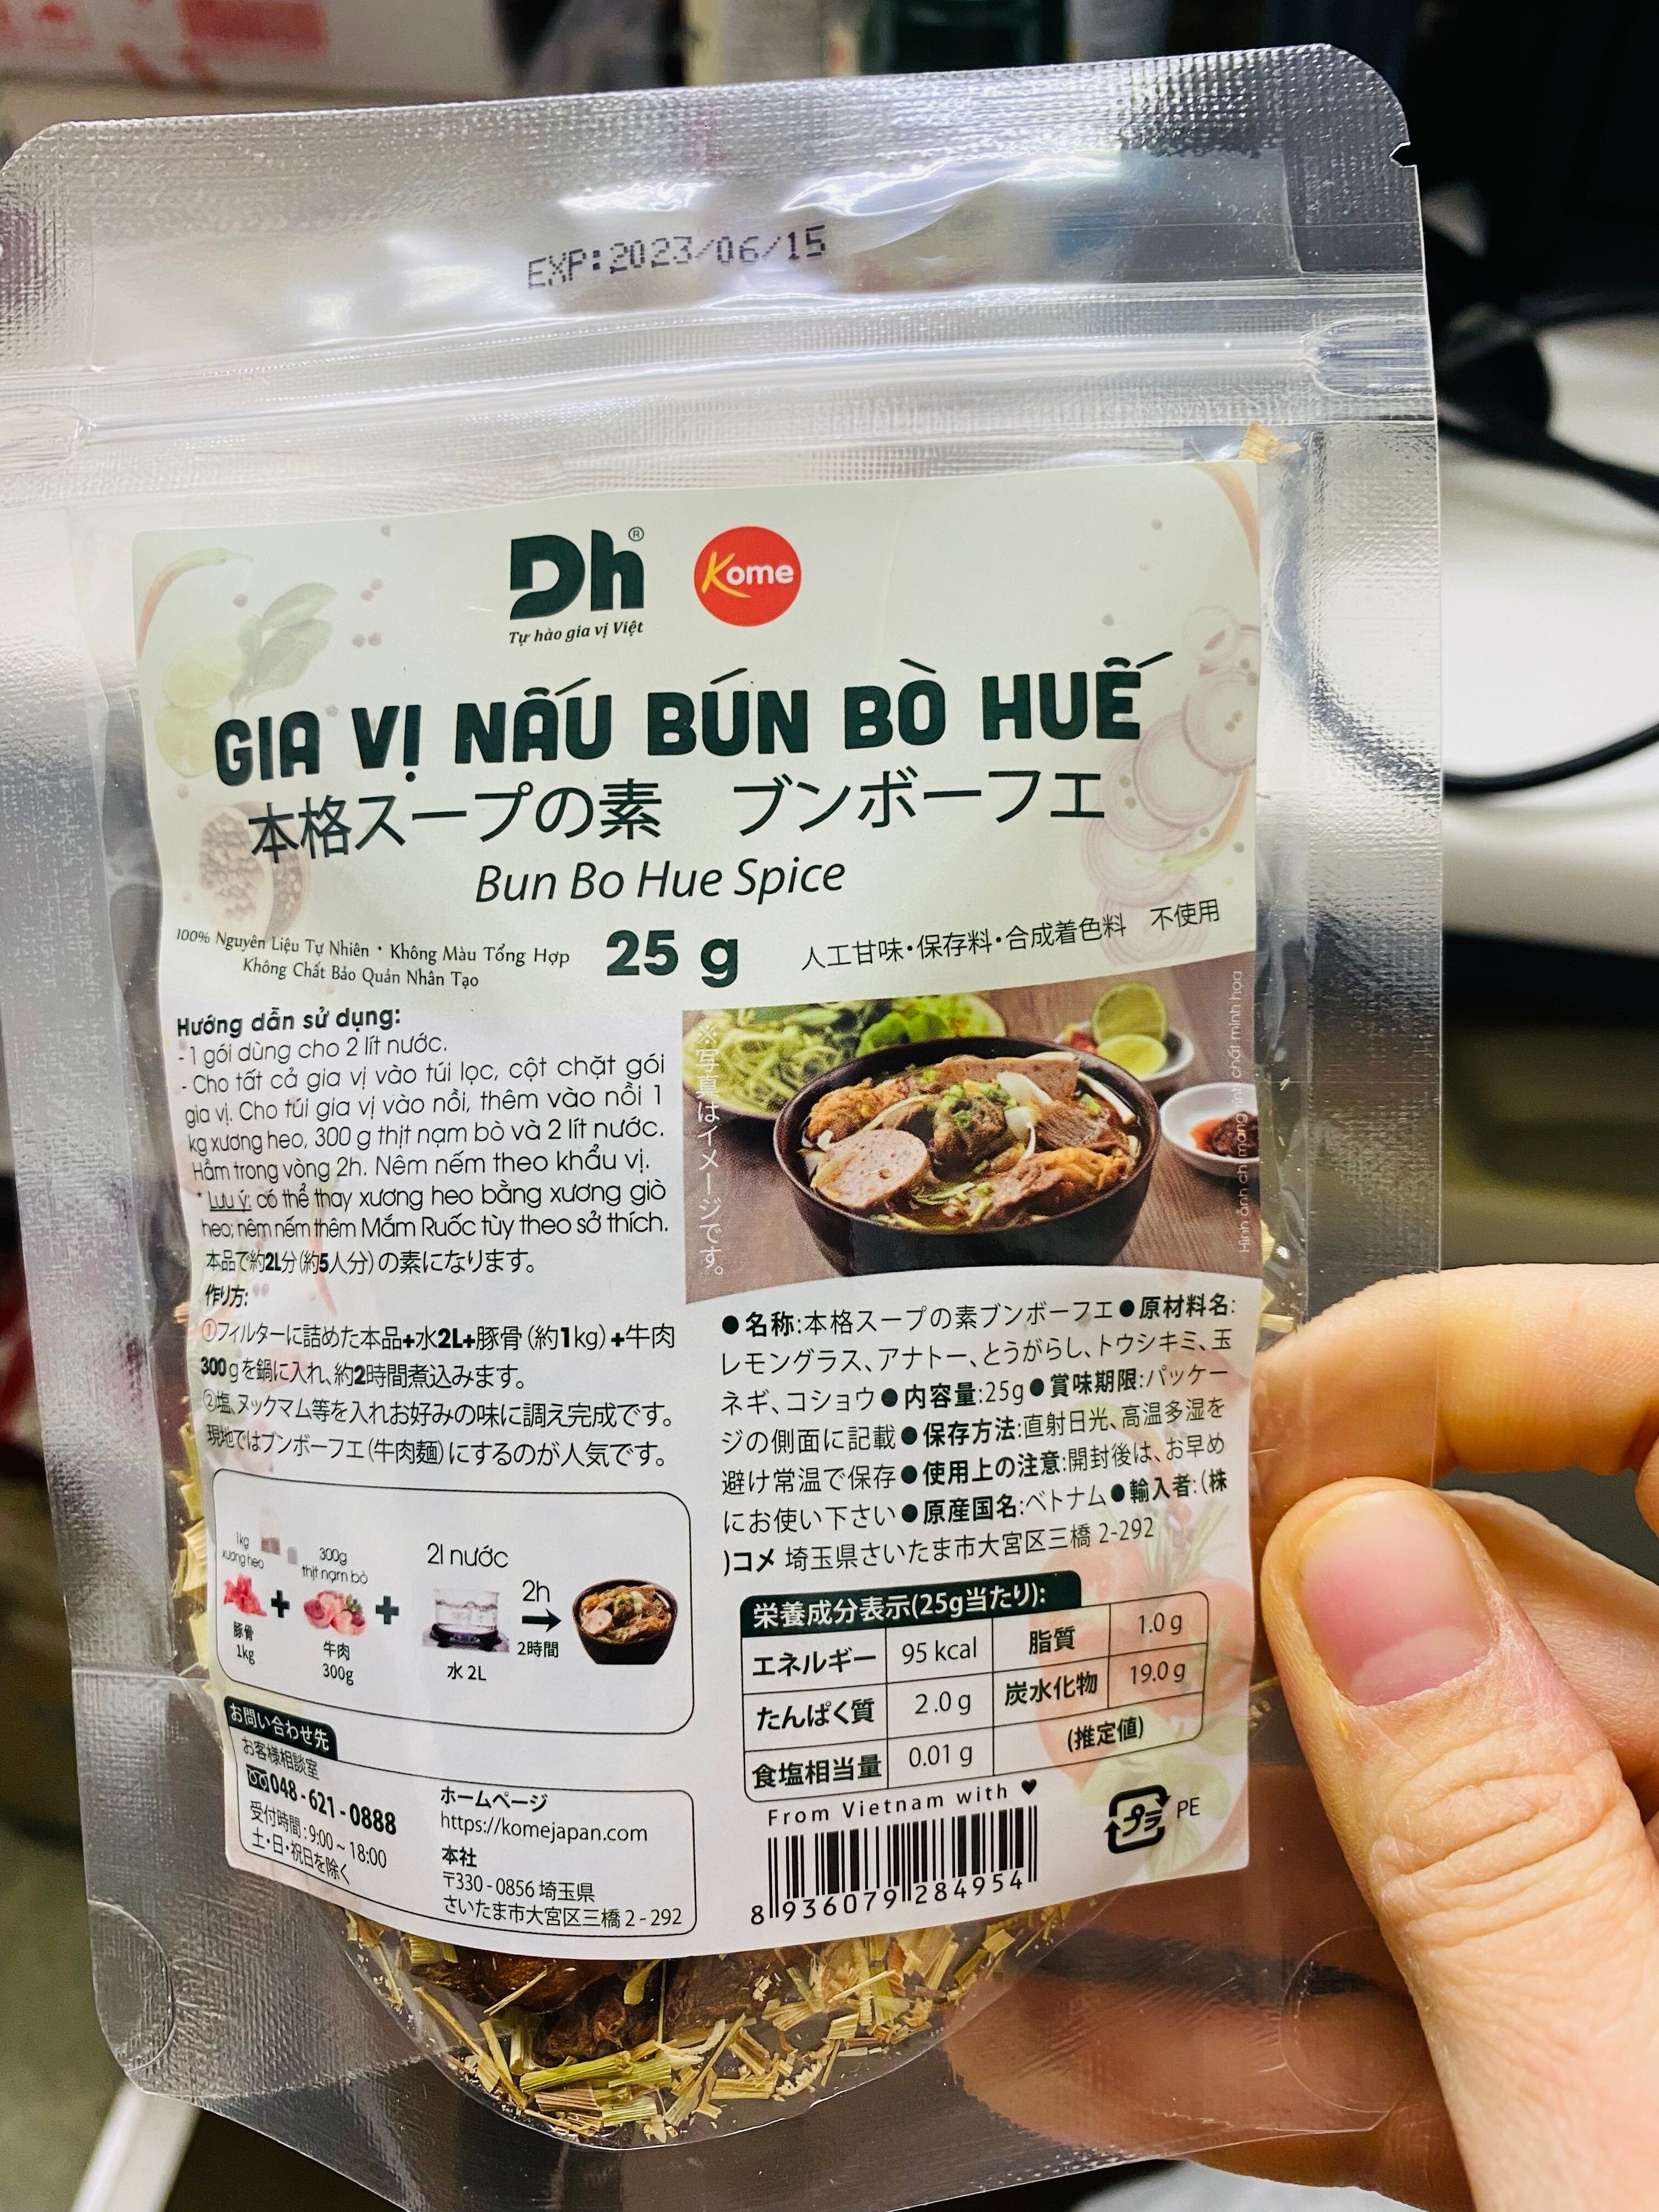 EXP:2023/06/15
Dh®
Tự hào gia vị Việt
Kome
GIA VỊ NẤU BÚN BÒ HUẾ
本格スープの素 ブンボーフエ
Bun Bo Hue Spice
100% Nguyên Liệu Tự Nhiên • Không Màu Tổng Hợp
Không Chất Bảo Quản Nhân Tạo
25 g
人工甘味・保存料・合成着色料 不使用
Hướng dẫn sử dụng:
- 1 gói dùng cho 2 lít nước.
- Cho tất cả gia vị vào túi lọc, cột chặt gói
gia vị. Cho túi gia vị vào nồi, thêm vào nồi 1
kg xương heo, 300 g thịt nạm bò và 2 lít nước.
Hầm trong vòng 2h. Nêm nếm theo khẩu vị.
* Lưu ý: có thể thay xương heo bằng xương giò
heo; nêm nếm thêm Mắm Ruốc tùy theo sở thích.
本品で約2L分(約5人分)の素になります。
作り方:
①フィルターに詰めた本品+水2L+豚骨(約1kg)+牛肉
300gを鍋に入れ、約2時間煮込みます。
②塩、ヌックマム等を入れお好みの味に調え完成です。
現地ではブンボーフエ(牛肉麺)にするのが人気です。
※写真はイメージです。
Hình ảnh chỉ mang tính chất minh họa
●名称:本格スープの素ブンボーフエ●原材料名:
レモングラス、アナトー、とうがらし、トウシキミ、玉
ネギ、コショウ●内容量:25g●賞味期限:パッケー
ジの側面に記載●保存方法:直射日光、高温多湿を
避け常温で保存●使用上の注意:開封後は、お早め
にお使い下さい●原産国名:ベトナム●輸入者:(株
)コメ 埼玉県さいたま市大宮区三橋 2-292
1kg
xương heo
300g
thịt nạm bò
2l nước
2h
+
+
豚骨
1kg
牛肉
300g
水 2L
2時間
栄養成分表示(25g当たり):
エネルギー 95 kcal 脂質 1.0 g
たんぱく質 2.0 g 炭水化物 19.0 g
食塩相当量 0.01 g (推定値)
お問い合わせ先
お客様相談室
048-621-0888
受付時間:9:00～18:00
土・日・祝日を除く
ホームページ
https://komejapan.com
本社
〒330-0856 埼玉県
さいたま市大宮区三橋 2-292
From Vietnam with ♥
8 936079 284954
プラ
PE